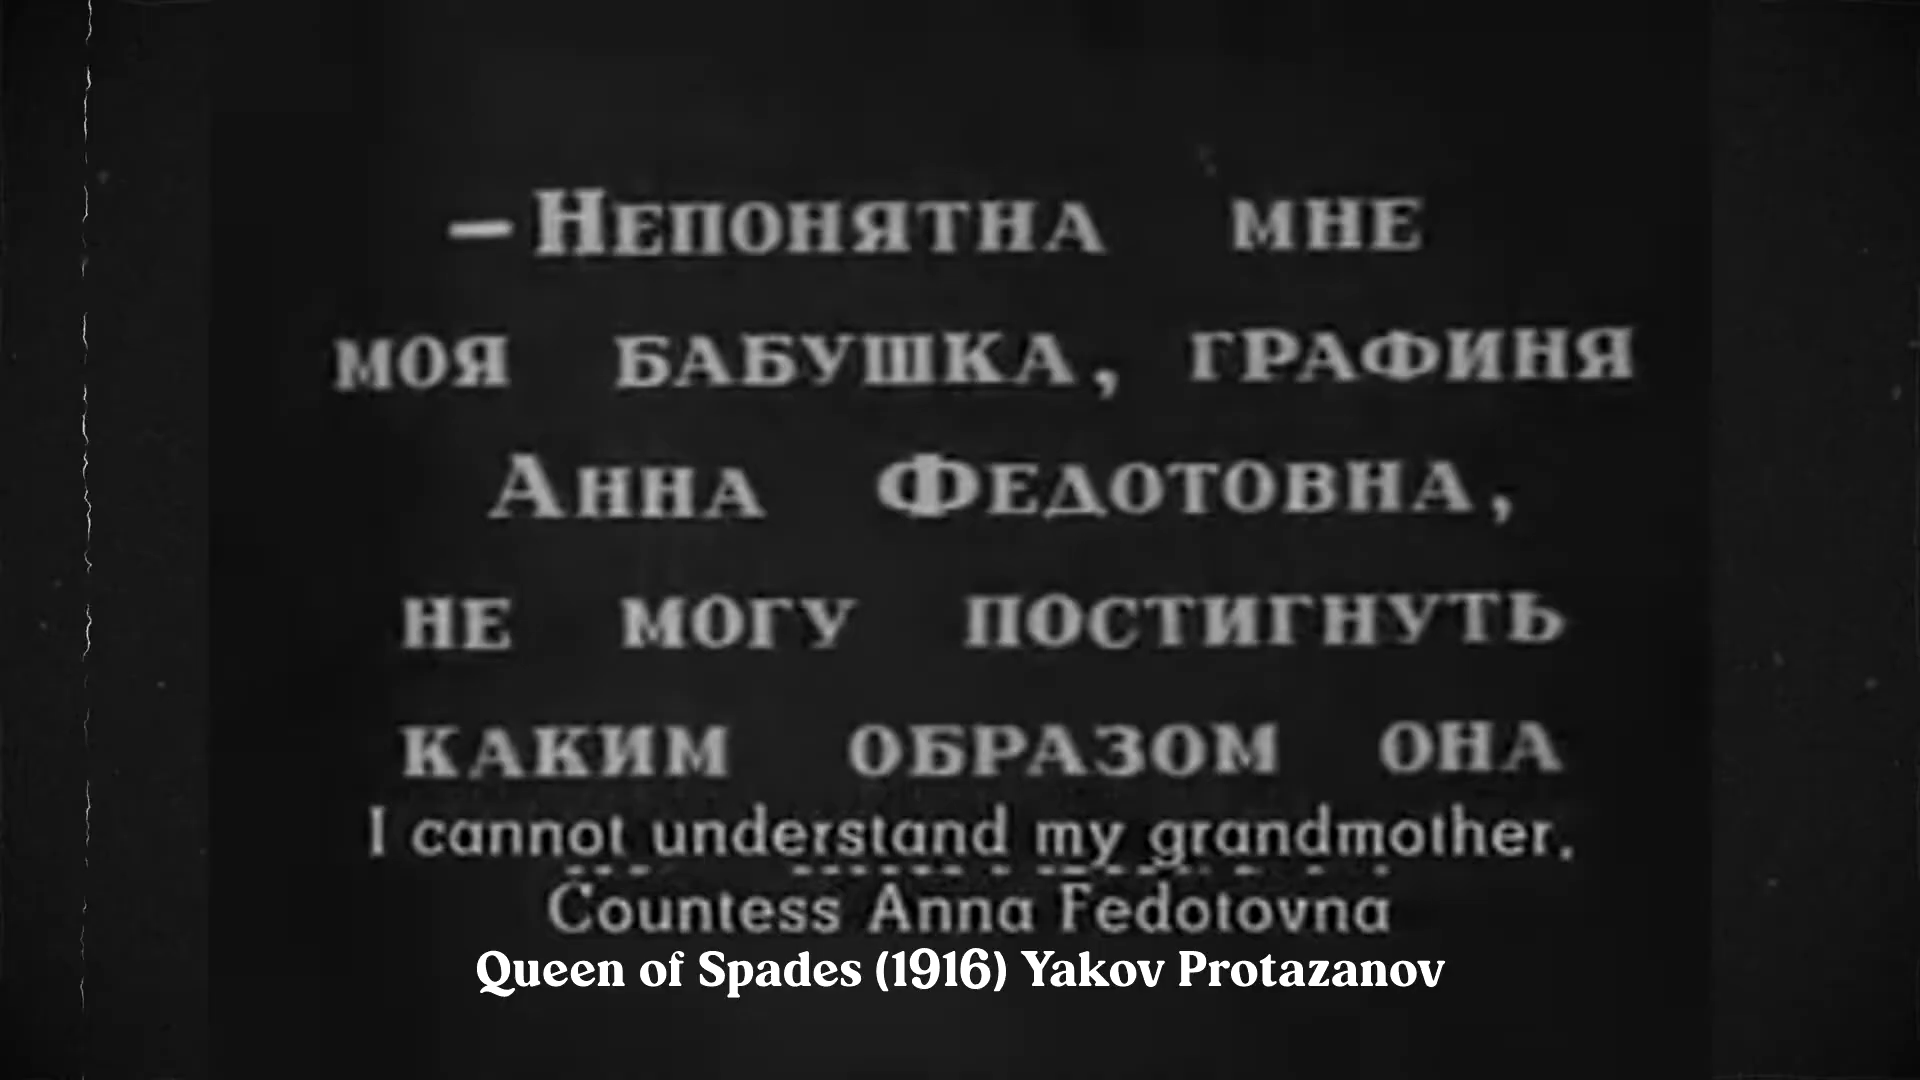 – Непонятна мне
моя бабушка, графиня
Анна Федотовна,
не могу постигнуть
каким образом она
I cannot understand my grandmother.
Countess Anna Fedotovna
Queen of Spades (1916) Yakov Protazanov